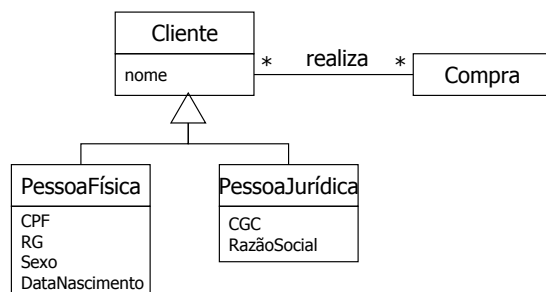 Cliente
nome
* realiza *
Compra
PessoaFísica
CPF
RG
Sexo
DataNascimento
PessoaJurídica
CGC
RazãoSocial